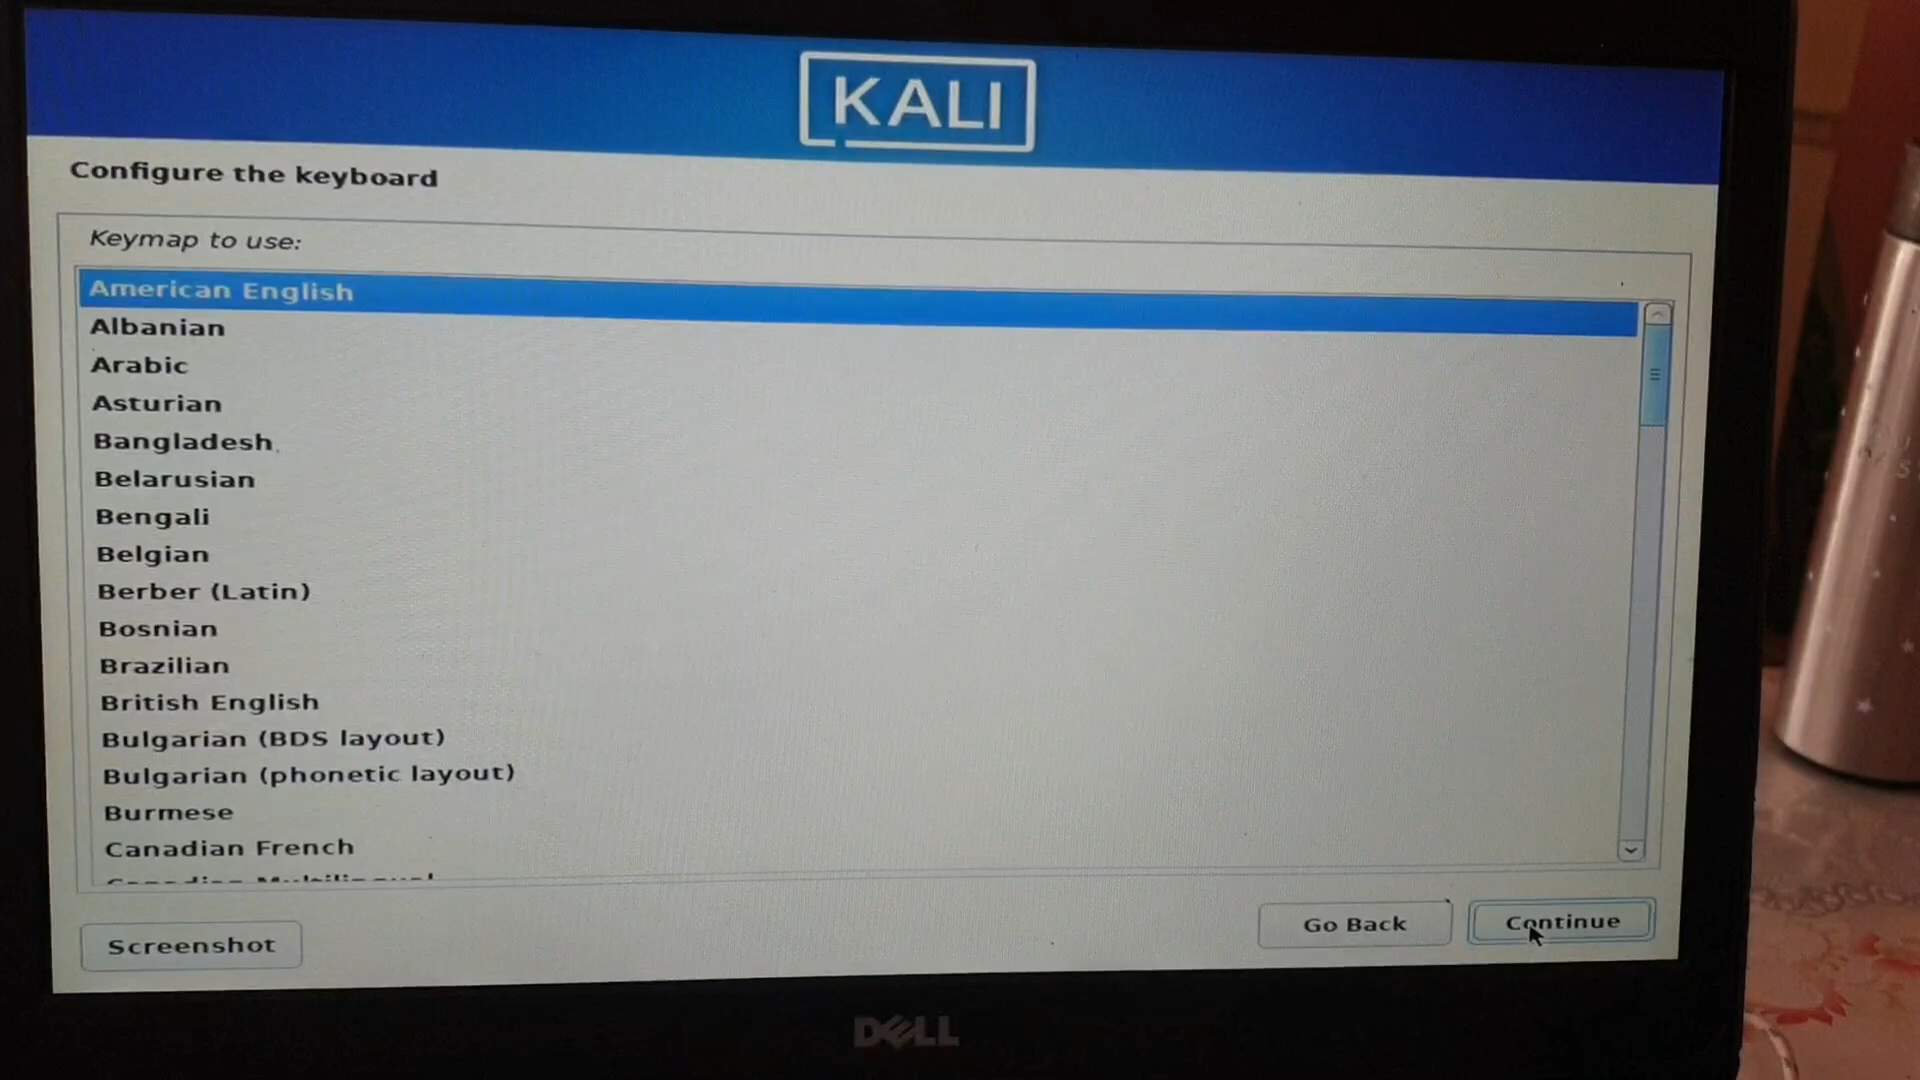 KALI
Configure the keyboard
Keymap to use:
American English
Albanian
Arabic
Asturian
Bangladesh
Belarusian
Bengali
Belgian
Berber (Latin)
Bosnian
Brazilian
British English
Bulgarian (BDS layout)
Bulgarian (phonetic layout)
Burmese
Canadian French
Screenshot
Go Back
Continue
DELL